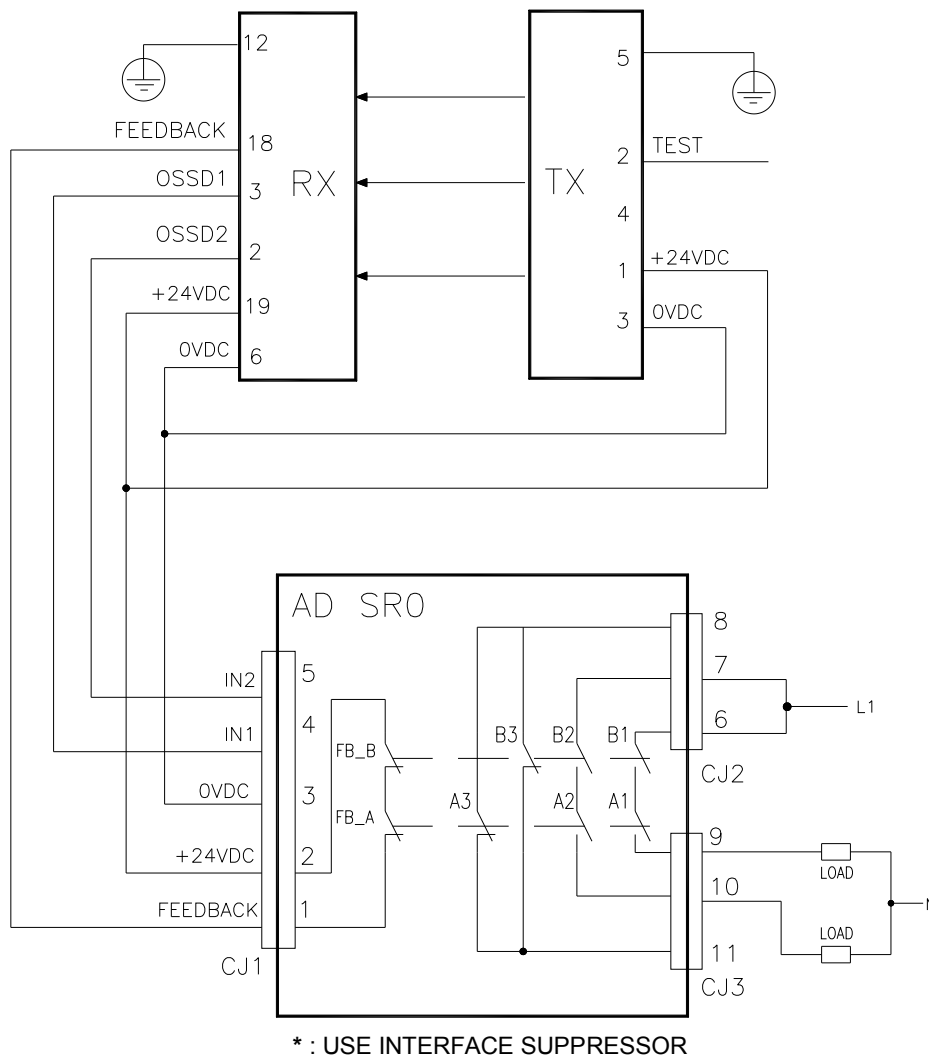 12
FEEDBACK
18
OSSD1
3
RX
OSSD2
2
+24VDC
19
0VDC
6
TX
5
2
TEST
4
1
+24VDC
3
0VDC
AD SR0
8
7
6
L1
CJ2
IN2
5
IN1
4
0VDC
3
+24VDC
2
FEEDBACK
1
CJ1
FB_B
B3
B2
B1
FB_A
A3
A2
A1
9
LOAD
10
N
LOAD
11
CJ3
* : USE INTERFACE SUPPRESSOR